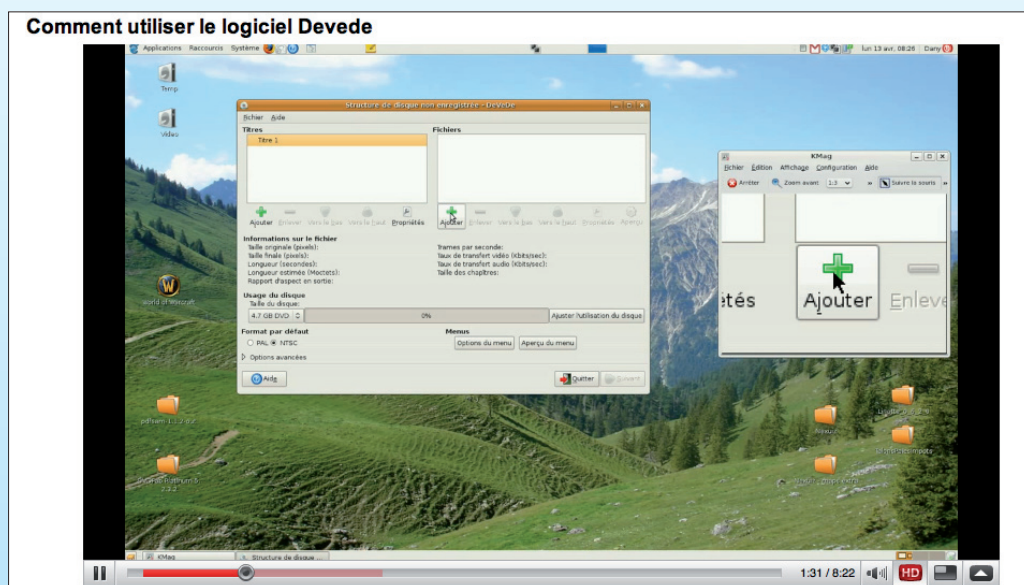 Comment utiliser le logiciel Devede
Applications Raccourcis Système
lun 13 avr, 08:26 Dany
Temp
Video
World of Warcraft
Structure de disque non enregistrée - DeVeDe
Fichier Aide
Titres Fichiers
Titre 1
Ajouter Enlever Vers le bas Vers le haut Propriétés Ajouter Enlever Vers le bas Vers le haut Propriétés Aperçu
Informations sur le fichier
Taille originale (pixels): Trames par seconde:
Taille finale (pixels): Taux de transfert vidéo (Kbits/sec):
Longueur (secondes): Taux de transfert audio (Kbits/sec):
Longueur estimée (Moctets): Taille des chapîtres:
Rapport d'aspect en sortie:
Usage du disque
Taille du disque:
4.7 GB DVD 0% Ajuster l'utilisation du disque
Format par défaut Menus
PAL NTSC Options du menu Aperçu du menu
Options avancées
Aide Quitter Suivant
KMag
Fichier Édition Affichage Configuration Aide
Arrêter Zoom avant 1:3 » Suivre la souris »
étés Ajouter Enleve
KMag Structure de disque ...
1:31 / 8:22 HD